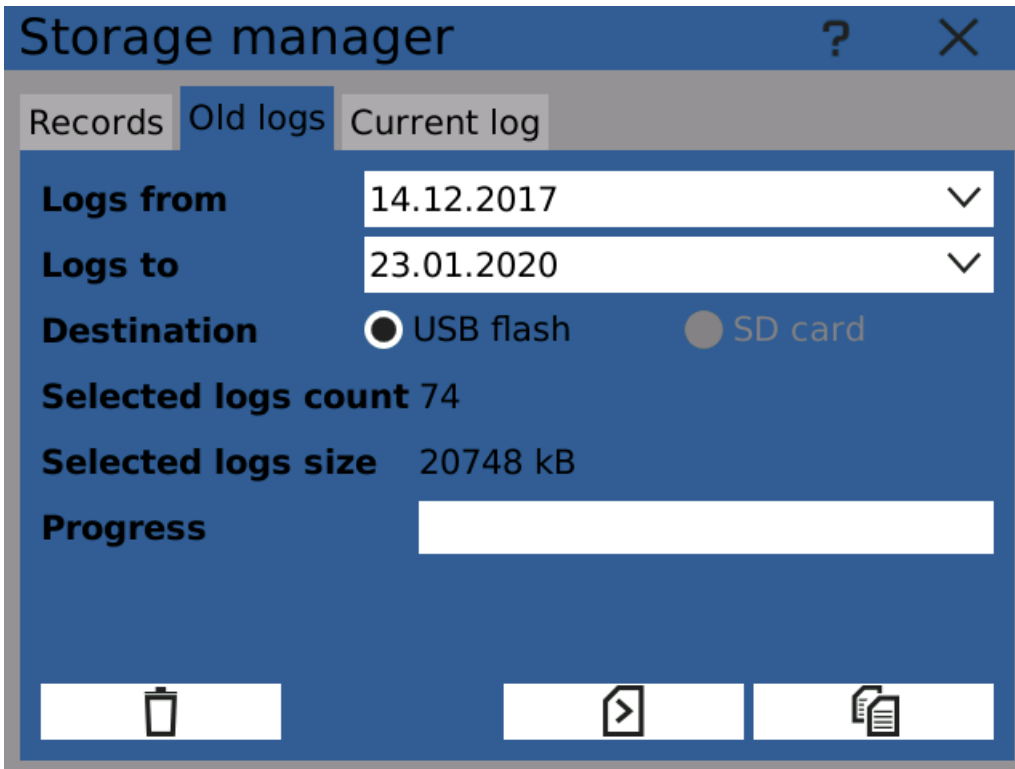 Storage manager ?
Records Old logs Current log
Logs from 14.12.2017
Logs to 23.01.2020
Destination USB flash SD card
Selected logs count 74
Selected logs size 20748 kB
Progress